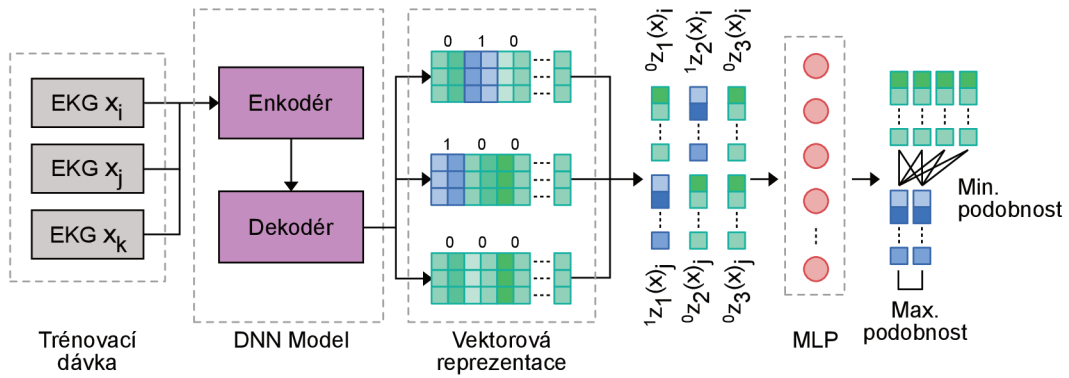 EKG xi
EKG xj
EKG xk
Trénovací
dávka
Enkodér
Dekodér
DNN Model
0 1 0
1 0 0
0 0 0
Vektorová
reprezentace
⁰z₁(x)ᵢ
¹z₂(x)ᵢ
⁰z₃(x)ᵢ
¹z₁(x)ⱼ
⁰z₂(x)ⱼ
⁰z₃(x)ⱼ
MLP
Min.
podobnost
Max.
podobnost